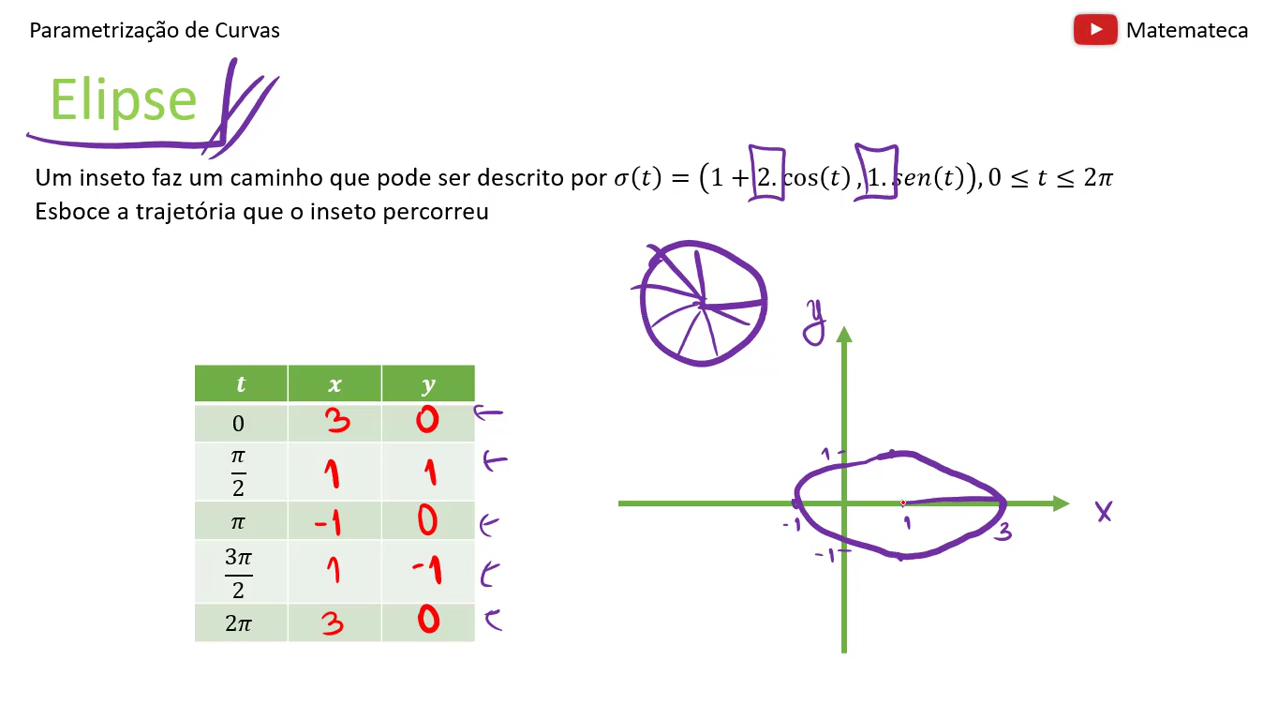 Parametrização de Curvas
Matemateca
Elipse
Um inseto faz um caminho que pode ser descrito por σ(t) = (1 + 2. cos(t) , 1. sen(t)), 0 ≤ t ≤ 2π
Esboce a trajetória que o inseto percorreu
y
t x y
0 3 0
π/2 1 1
π -1 0
3π/2 1 -1
2π 3 0
1
-1 1 3 x
-1